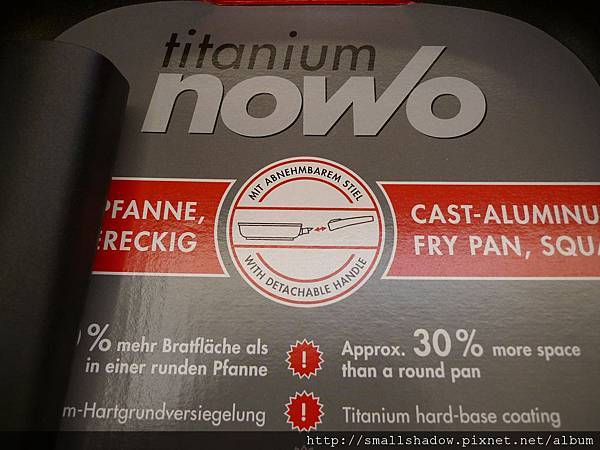 titanium
nowo
MIT ABNEHMBAREM STIEL
WITH DETACHABLE HANDLE
PFANNE,
ERECKIG
CAST-ALUMINU
FRY PAN, SQUA
% mehr Bratfläche als
in einer runden Pfanne
! Approx. 30% more space
than a round pan
m-Hartgrundversiegelung
! Titanium hard-base coating
http://smallshadow.pixnet.net/album